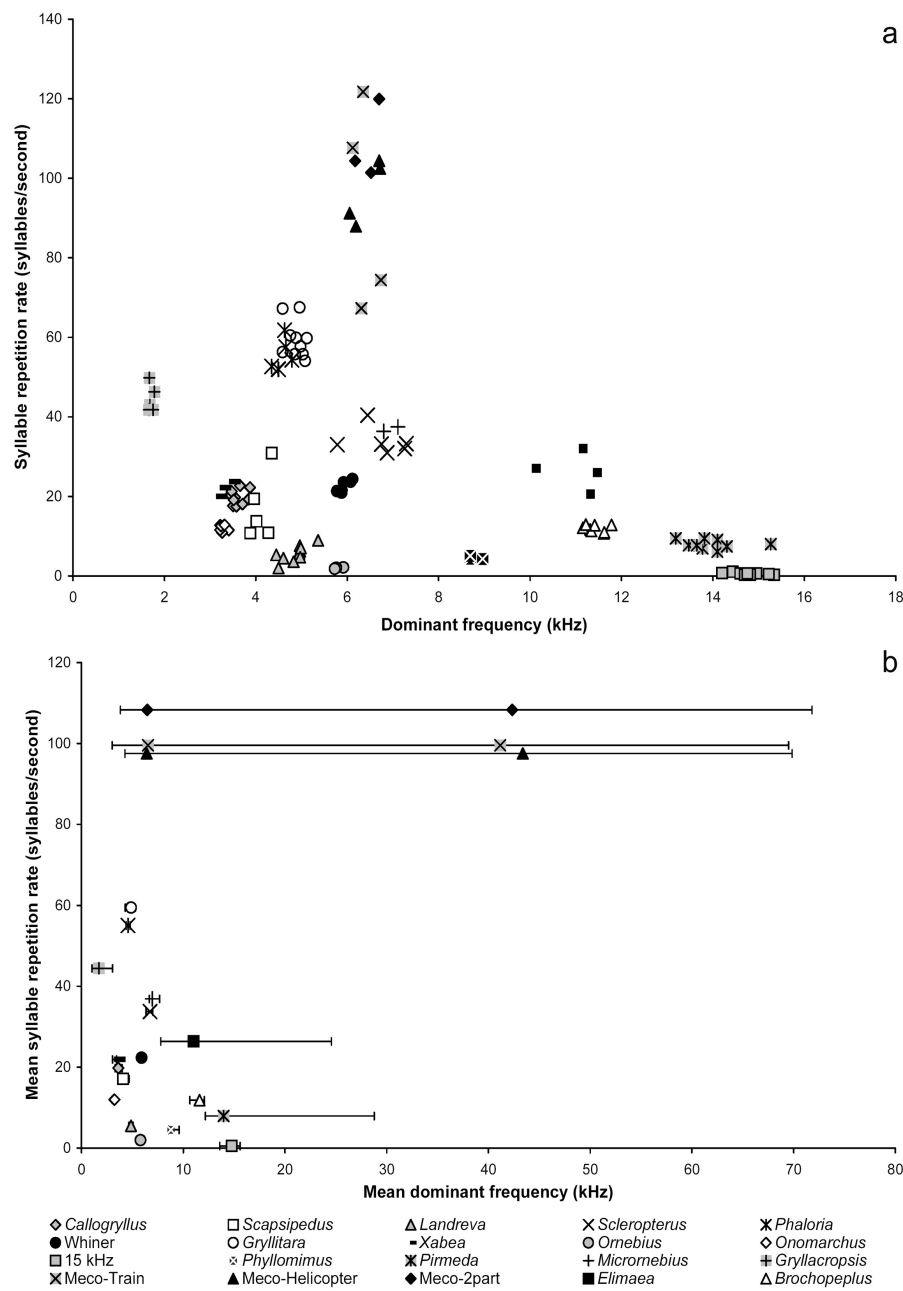 a
140
120
100
80
60
40
20
0
Syllable repetition rate (syllables/second)
0 2 4 6 8 10 12 14 16 18
Dominant frequency (kHz)
b
120
100
80
60
40
20
0
Mean syllable repetition rate (syllables/second)
0 10 20 30 40 50 60 70 80
Mean dominant frequency (kHz)
Callogryllus Scapsipedus Landreva Scleropterus Phaloria
Whiner Gryllitara Xabea Ornebius Onomarchus
15 kHz Phyllomimus Pirmeda Micrornebius Gryllacropsis
Meco-Train Meco-Helicopter Meco-2part Elimaea Brochopeplus